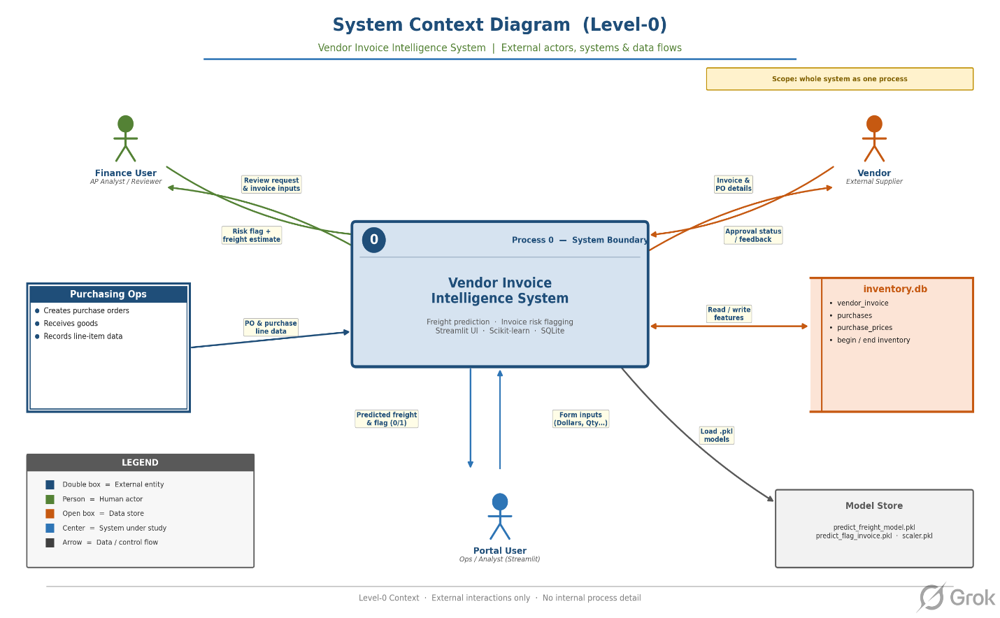 System Context Diagram  (Level-0)
Vendor Invoice Intelligence System  |  External actors, systems & data flows
Scope: whole system as one process
Finance User
AP Analyst / Reviewer
Review request
& invoice inputs
Risk flag +
freight estimate
Invoice &
PO details
Approval status
/ feedback
Vendor
External Supplier
0
Process 0  —  System Boundary
Vendor Invoice
Intelligence System
Freight prediction  ·  Invoice risk flagging
Streamlit UI  ·  Scikit-learn  ·  SQLite
Purchasing Ops
Creates purchase orders
Receives goods
Records line-item data
PO & purchase
line data
Read / write
features
inventory.db
• vendor_invoice
• purchases
• purchase_prices
• begin / end inventory
Predicted freight
& flag (0/1)
Form inputs
(Dollars, Qty...)
Load .pkl
models
LEGEND
Double box  =  External entity
Person  =  Human actor
Open box  =  Data store
Center  =  System under study
Arrow  =  Data / control flow
Portal User
Ops / Analyst (Streamlit)
Model Store
predict_freight_model.pkl
predict_flag_invoice.pkl  ·  scaler.pkl
Level-0 Context  ·  External interactions only  ·  No internal process detail
Grok